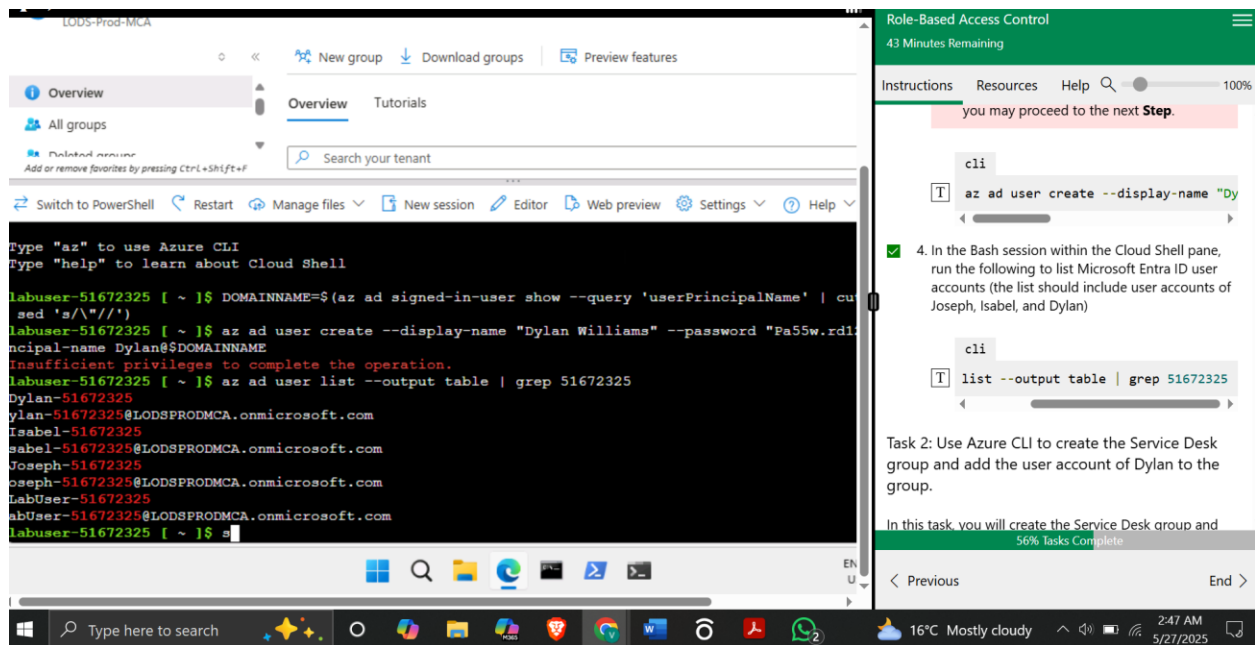 LODS-Prod-MCA
New group Download groups Preview features
Overview
All groups
Deleted groups
Add or remove favorites by pressing Ctrl+Shift+F
Overview Tutorials
Search your tenant
Switch to PowerShell Restart Manage files New session Editor Web preview Settings Help
Type "az" to use Azure CLI
Type "help" to learn about Cloud Shell
labuser-51672325 [ ~ ]$ DOMAINNAME=$(az ad signed-in-user show --query 'userPrincipalName' | cut
sed 's/\"//')
labuser-51672325 [ ~ ]$ az ad user create --display-name "Dylan Williams" --password "Pa55w.rd12
ncipal-name Dylan@$DOMAINNAME
Insufficient privileges to complete the operation.
labuser-51672325 [ ~ ]$ az ad user list --output table | grep 51672325
Dylan-51672325
ylan-51672325@LODSPRODMCA.onmicrosoft.com
Isabel-51672325
sabel-51672325@LODSPRODMCA.onmicrosoft.com
Joseph-51672325
oseph-51672325@LODSPRODMCA.onmicrosoft.com
LabUser-51672325
abUser-51672325@LODSPRODMCA.onmicrosoft.com
labuser-51672325 [ ~ ]$ s
EN
U
Role-Based Access Control
43 Minutes Remaining
Instructions Resources Help 100%
you may proceed to the next Step.
cli
T az ad user create --display-name "Dy
4. In the Bash session within the Cloud Shell pane,
run the following to list Microsoft Entra ID user
accounts (the list should include user accounts of
Joseph, Isabel, and Dylan)
cli
T list --output table | grep 51672325
Task 2: Use Azure CLI to create the Service Desk
group and add the user account of Dylan to the
group.
In this task, you will create the Service Desk group and
56% Tasks Complete
< Previous End >
Type here to search
M365
2
16°C Mostly cloudy
2:47 AM
5/27/2025